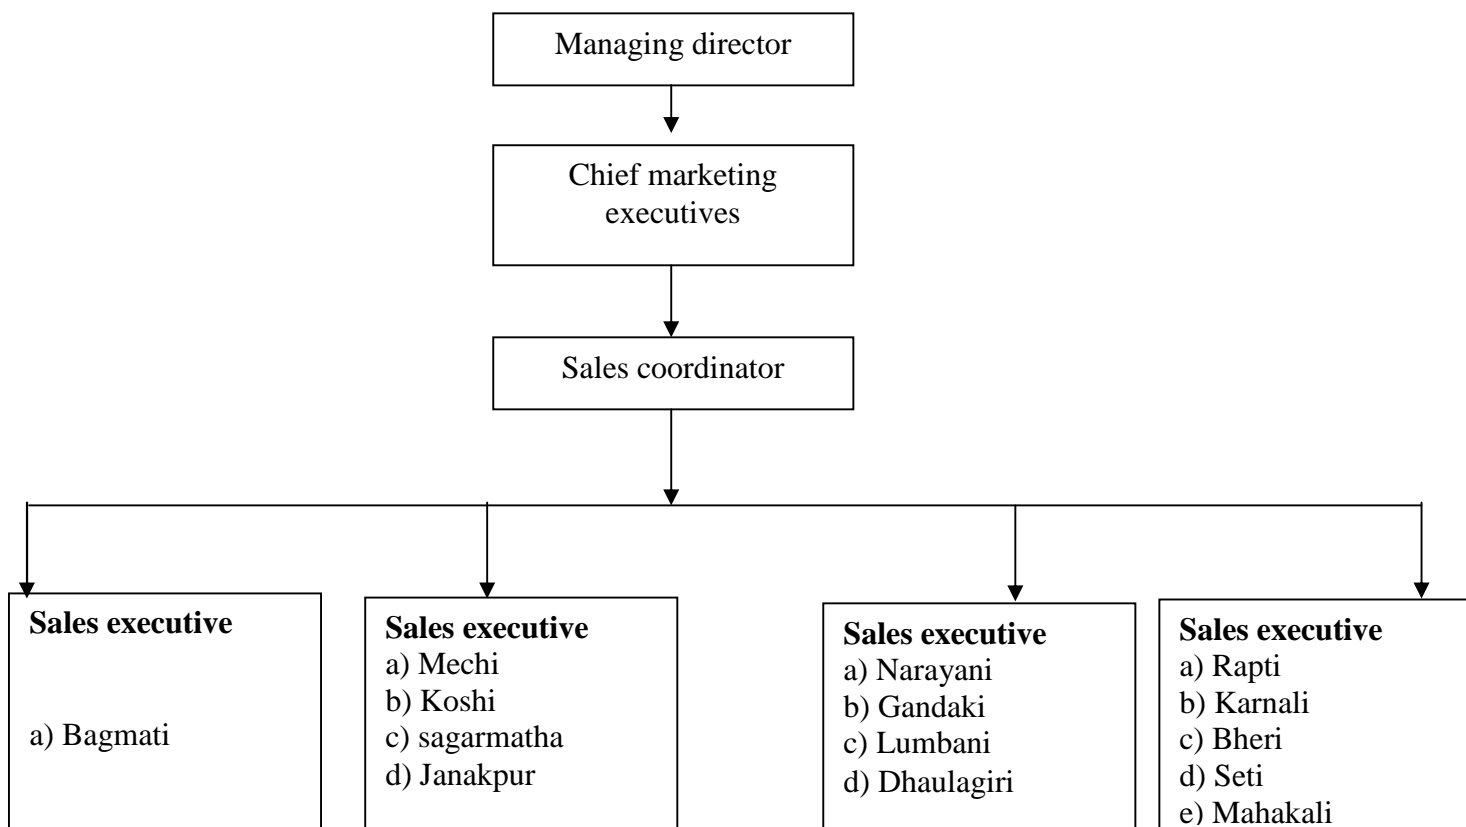 Managing director
Chief marketing
executives
Sales coordinator
Sales executive
a) Bagmati
Sales executive
a) Mechi
b) Koshi
c) sagarmatha
d) Janakpur
Sales executive
a) Narayani
b) Gandaki
c) Lumbani
d) Dhaulagiri
Sales executive
a) Rapti
b) Karnali
c) Bheri
d) Seti
e) Mahakali